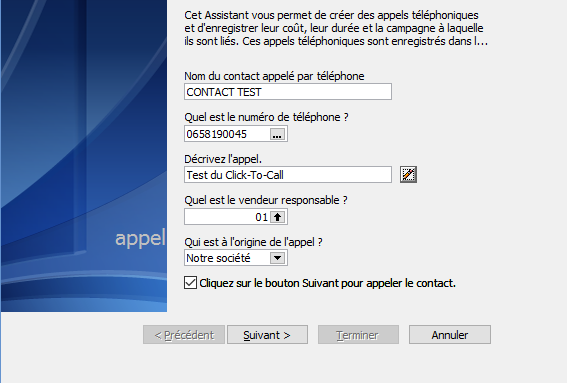 Cet Assistant vous permet de créer des appels téléphoniques
et d'enregistrer leur coût, leur durée et la campagne à laquelle
ils sont liés. Ces appels téléphoniques sont enregistrés dans l...
Nom du contact appelé par téléphone
CONTACT TEST
Quel est le numéro de téléphone ?
0658190045 ...
Décrivez l'appel.
Test du Click-To-Call
Quel est le vendeur responsable ?
01
appel
Qui est à l'origine de l'appel ?
Notre société
Cliquez sur le bouton Suivant pour appeler le contact.
< Précédent Suivant > Terminer Annuler